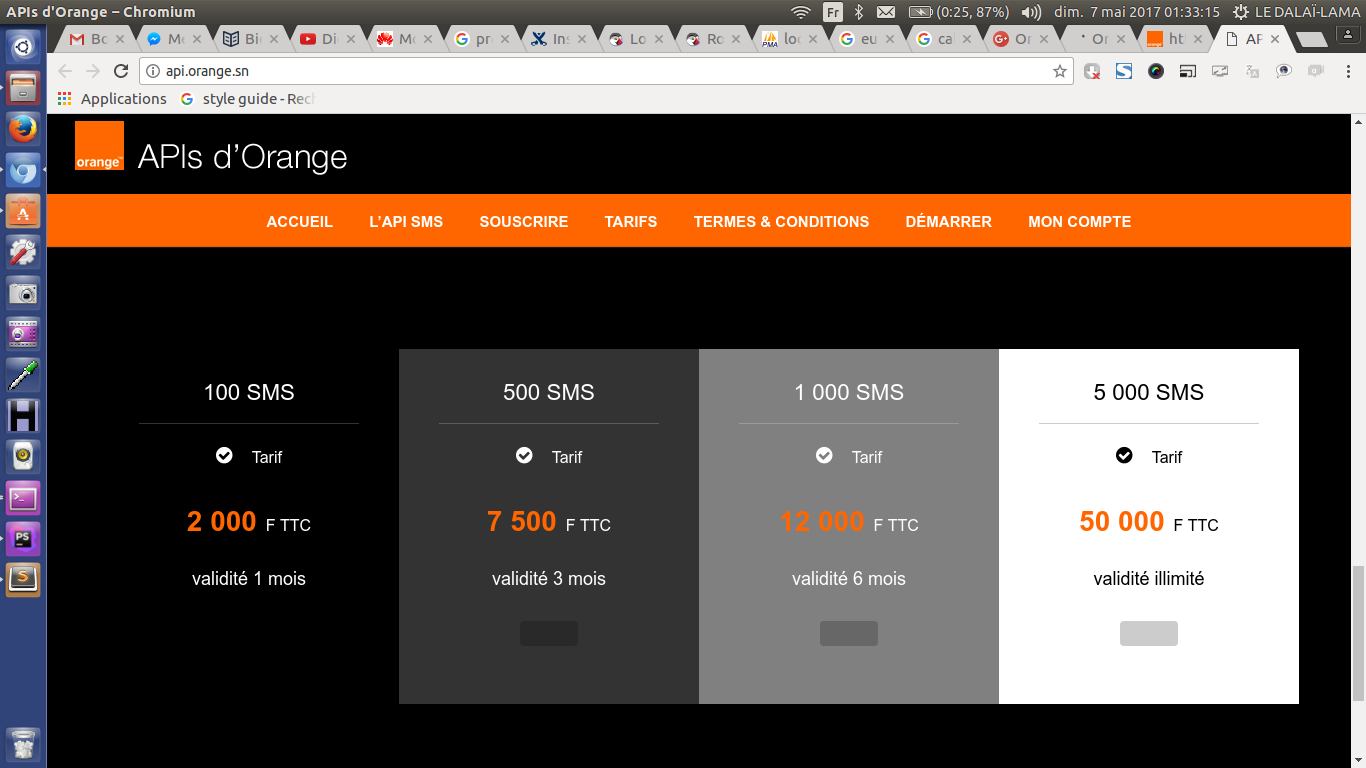 APIs d'Orange – Chromium
Fr
(0:25, 87%)
dim. 7 mai 2017 01:33:15
LE DALAÏ-LAMA
Bo
Me
Bi
Di
Mo
pr
Ins
Lo
Ro
PMA
lo
eu
ca
Or
Or
ht
AP
api.orange.sn
Applications
style guide - Rech
orange™
APIs d’Orange
ACCUEIL
L’API SMS
SOUSCRIRE
TARIFS
TERMES & CONDITIONS
DÉMARRER
MON COMPTE
100 SMS
500 SMS
1 000 SMS
5 000 SMS
Tarif
Tarif
Tarif
Tarif
2 000 F TTC
7 500 F TTC
12 000 F TTC
50 000 F TTC
validité 1 mois
validité 3 mois
validité 6 mois
validité illimité
PS